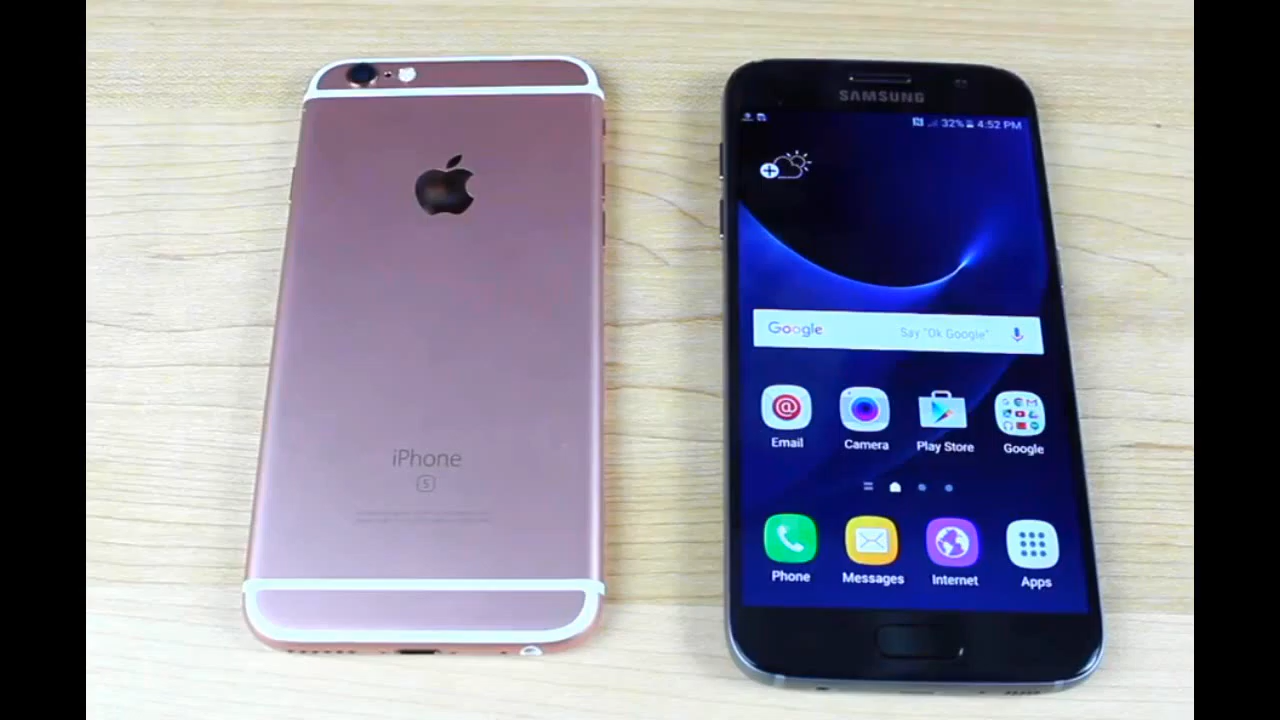 iPhone
S
SAMSUNG
32% 4:52 PM
Google Say "Ok Google"
Email Camera Play Store Google
Phone Messages Internet Apps